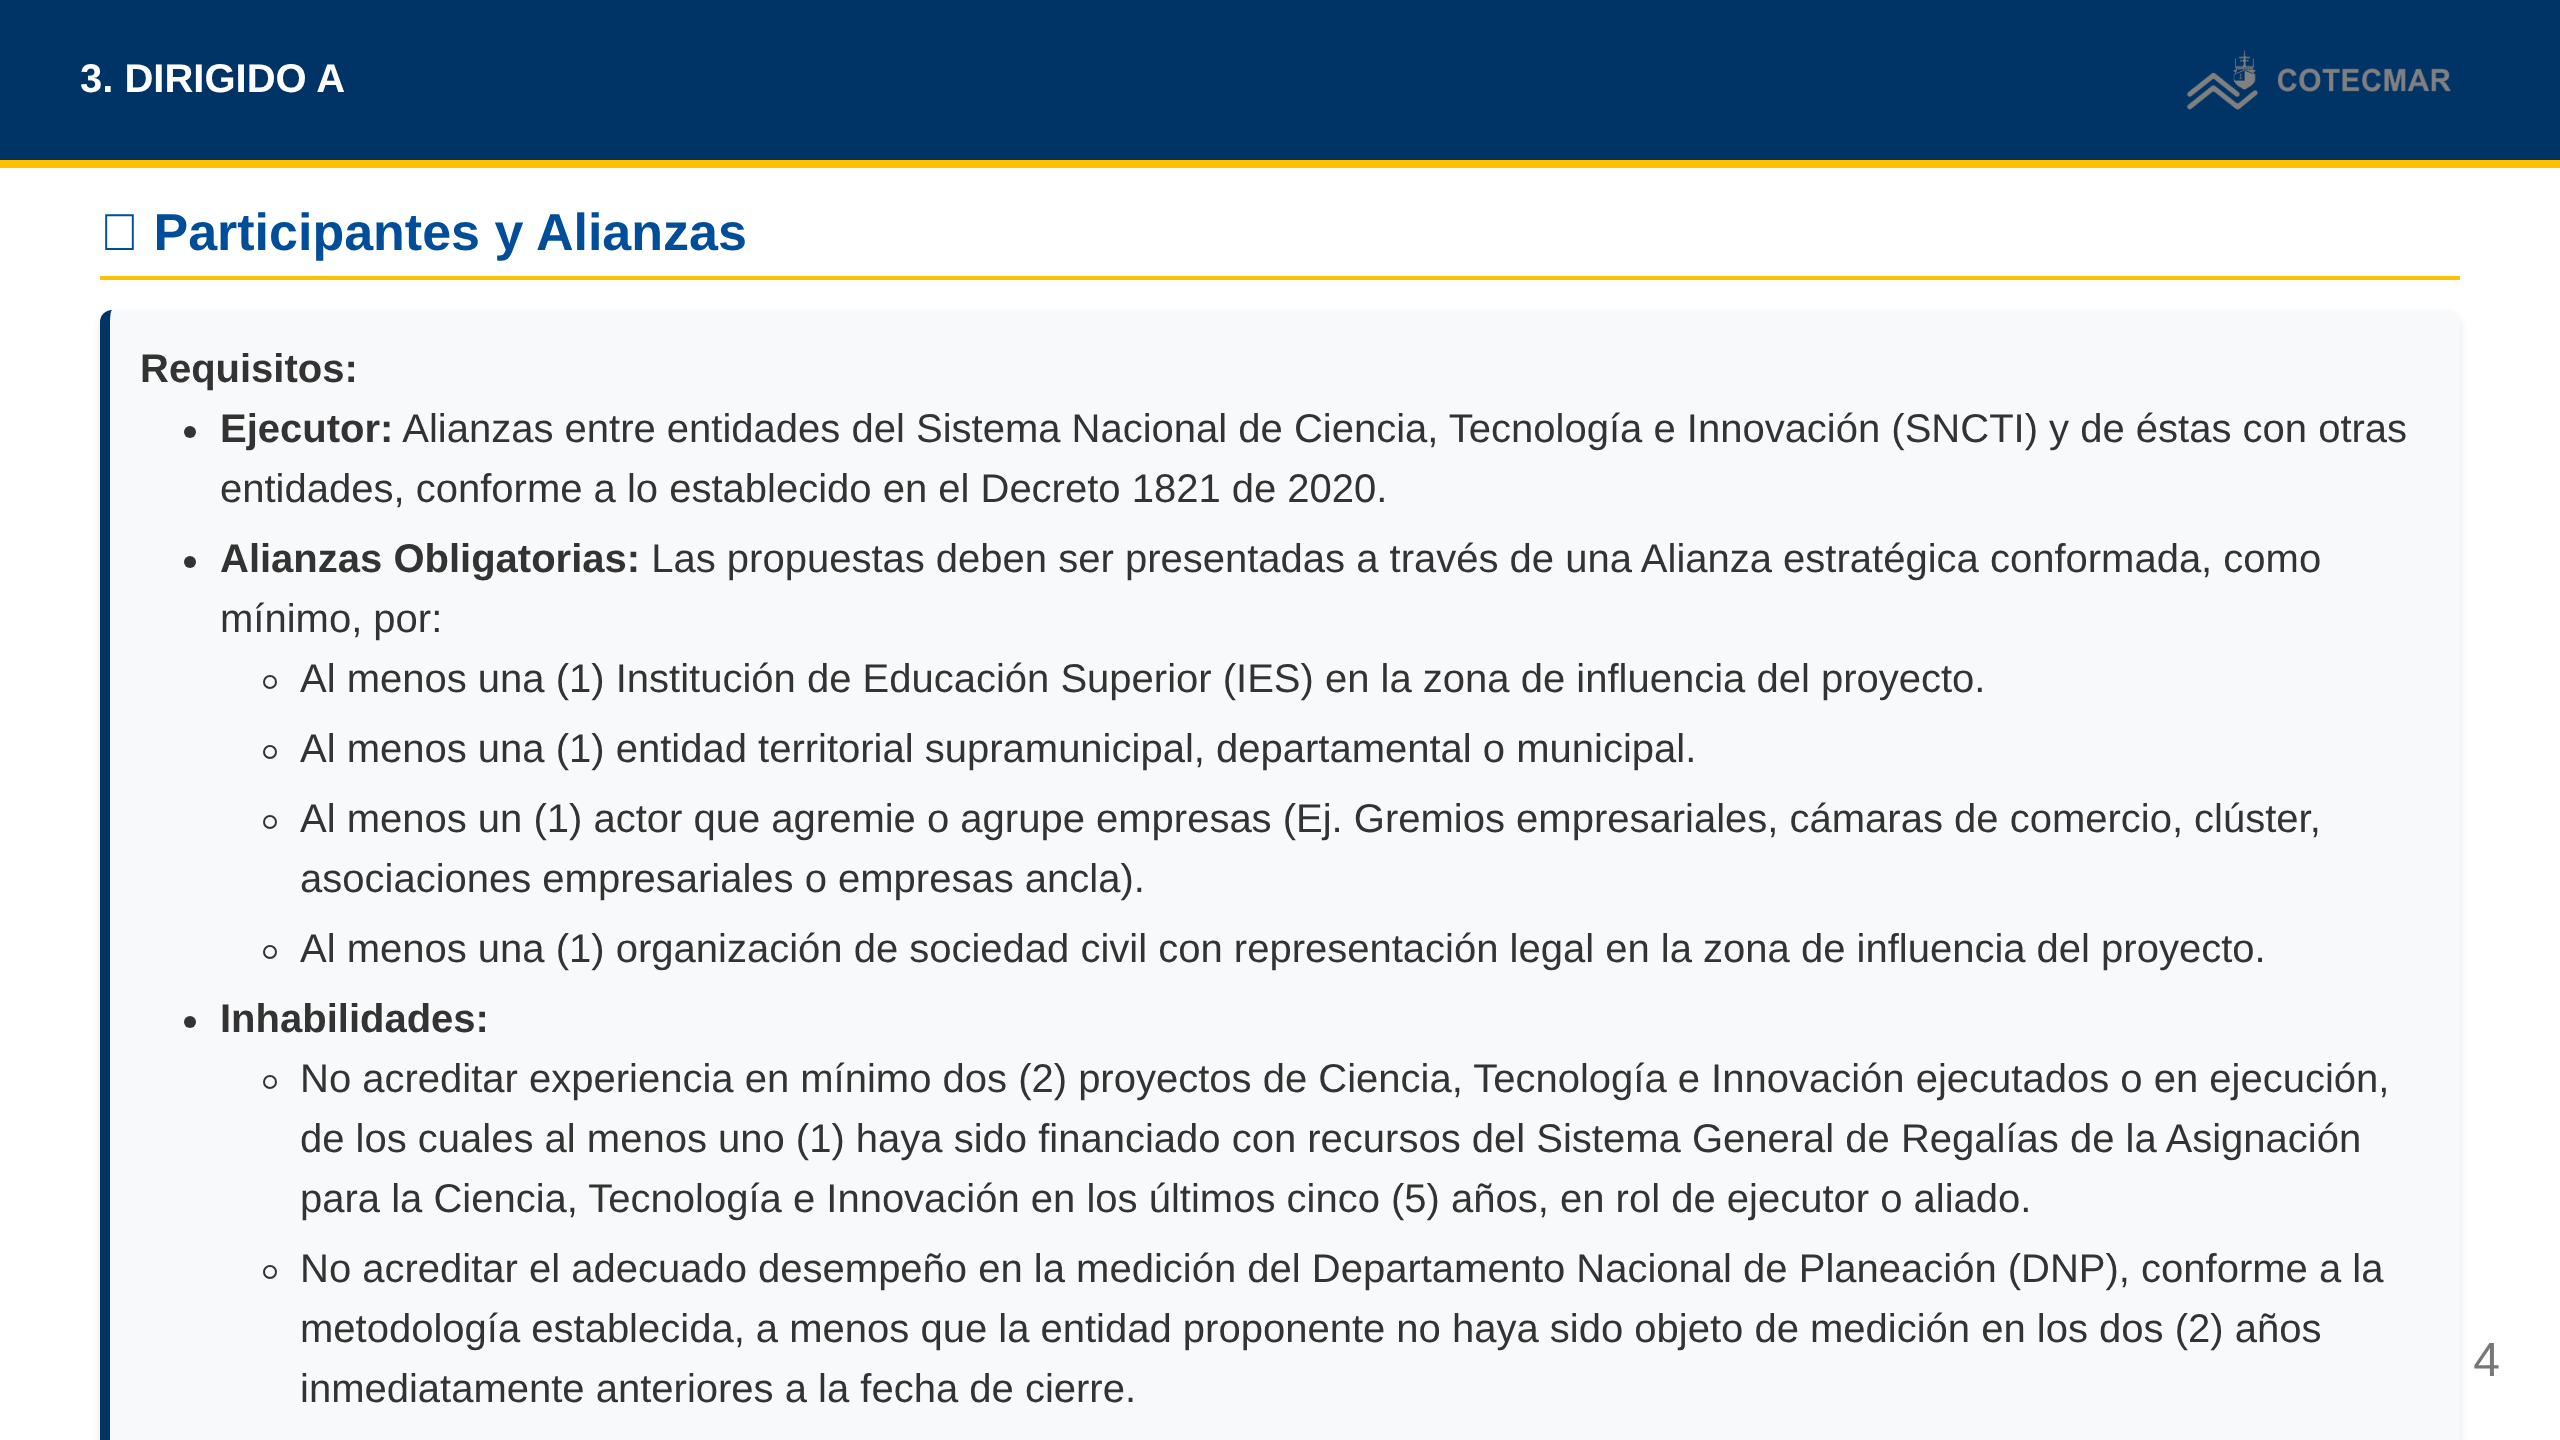 3. DIRIGIDO A
COTECMAR
Participantes y Alianzas
Requisitos:
Ejecutor: Alianzas entre entidades del Sistema Nacional de Ciencia, Tecnología e Innovación (SNCTI) y de éstas con otras
entidades, conforme a lo establecido en el Decreto 1821 de 2020.
Alianzas Obligatorias: Las propuestas deben ser presentadas a través de una Alianza estratégica conformada, como
mínimo, por:
Al menos una (1) Institución de Educación Superior (IES) en la zona de influencia del proyecto.
Al menos una (1) entidad territorial supramunicipal, departamental o municipal.
Al menos un (1) actor que agremie o agrupe empresas (Ej. Gremios empresariales, cámaras de comercio, clúster,
asociaciones empresariales o empresas ancla).
Al menos una (1) organización de sociedad civil con representación legal en la zona de influencia del proyecto.
Inhabilidades:
No acreditar experiencia en mínimo dos (2) proyectos de Ciencia, Tecnología e Innovación ejecutados o en ejecución,
de los cuales al menos uno (1) haya sido financiado con recursos del Sistema General de Regalías de la Asignación
para la Ciencia, Tecnología e Innovación en los últimos cinco (5) años, en rol de ejecutor o aliado.
No acreditar el adecuado desempeño en la medición del Departamento Nacional de Planeación (DNP), conforme a la
metodología establecida, a menos que la entidad proponente no haya sido objeto de medición en los dos (2) años
inmediatamente anteriores a la fecha de cierre.
4